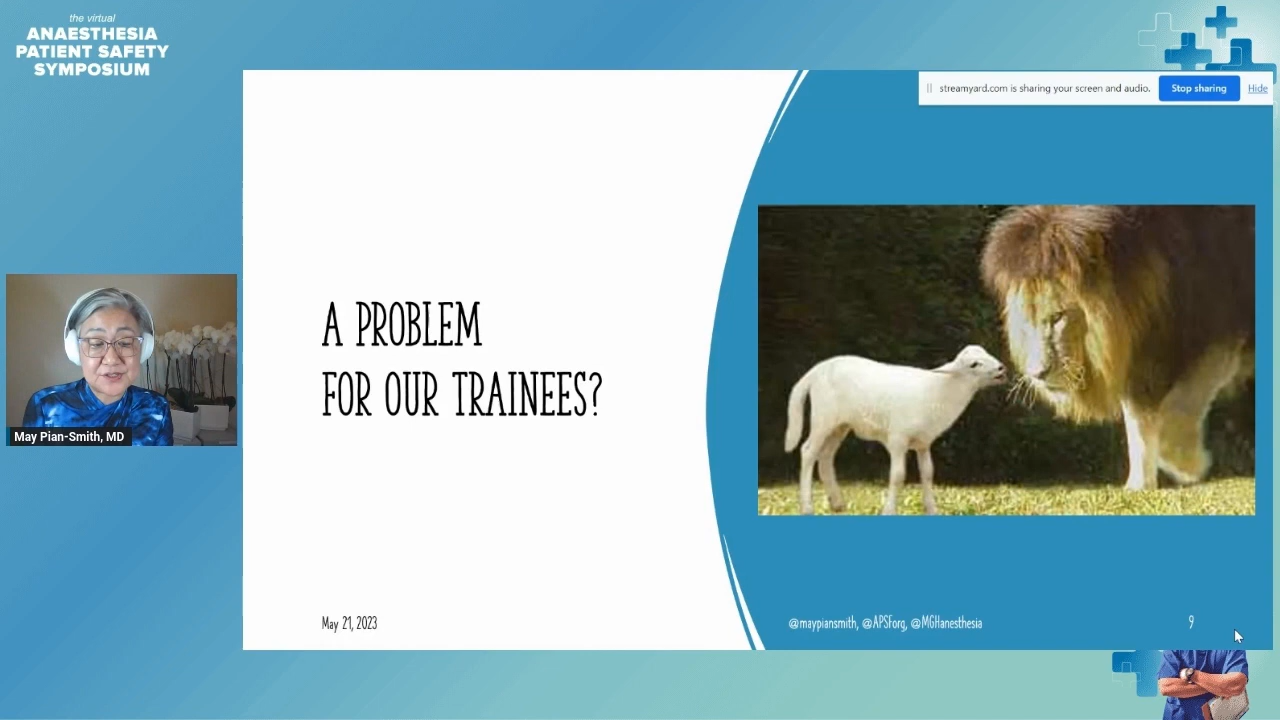 the virtual
ANAESTHESIA
PATIENT SAFETY
SYMPOSIUM
streamyard.com is sharing your screen and audio.
Stop sharing
Hide
A PROBLEM
FOR OUR TRAINEES?
May Pian-Smith, MD
May 21, 2023
@maypiansmith, @APSForg, @MGHanesthesia
9